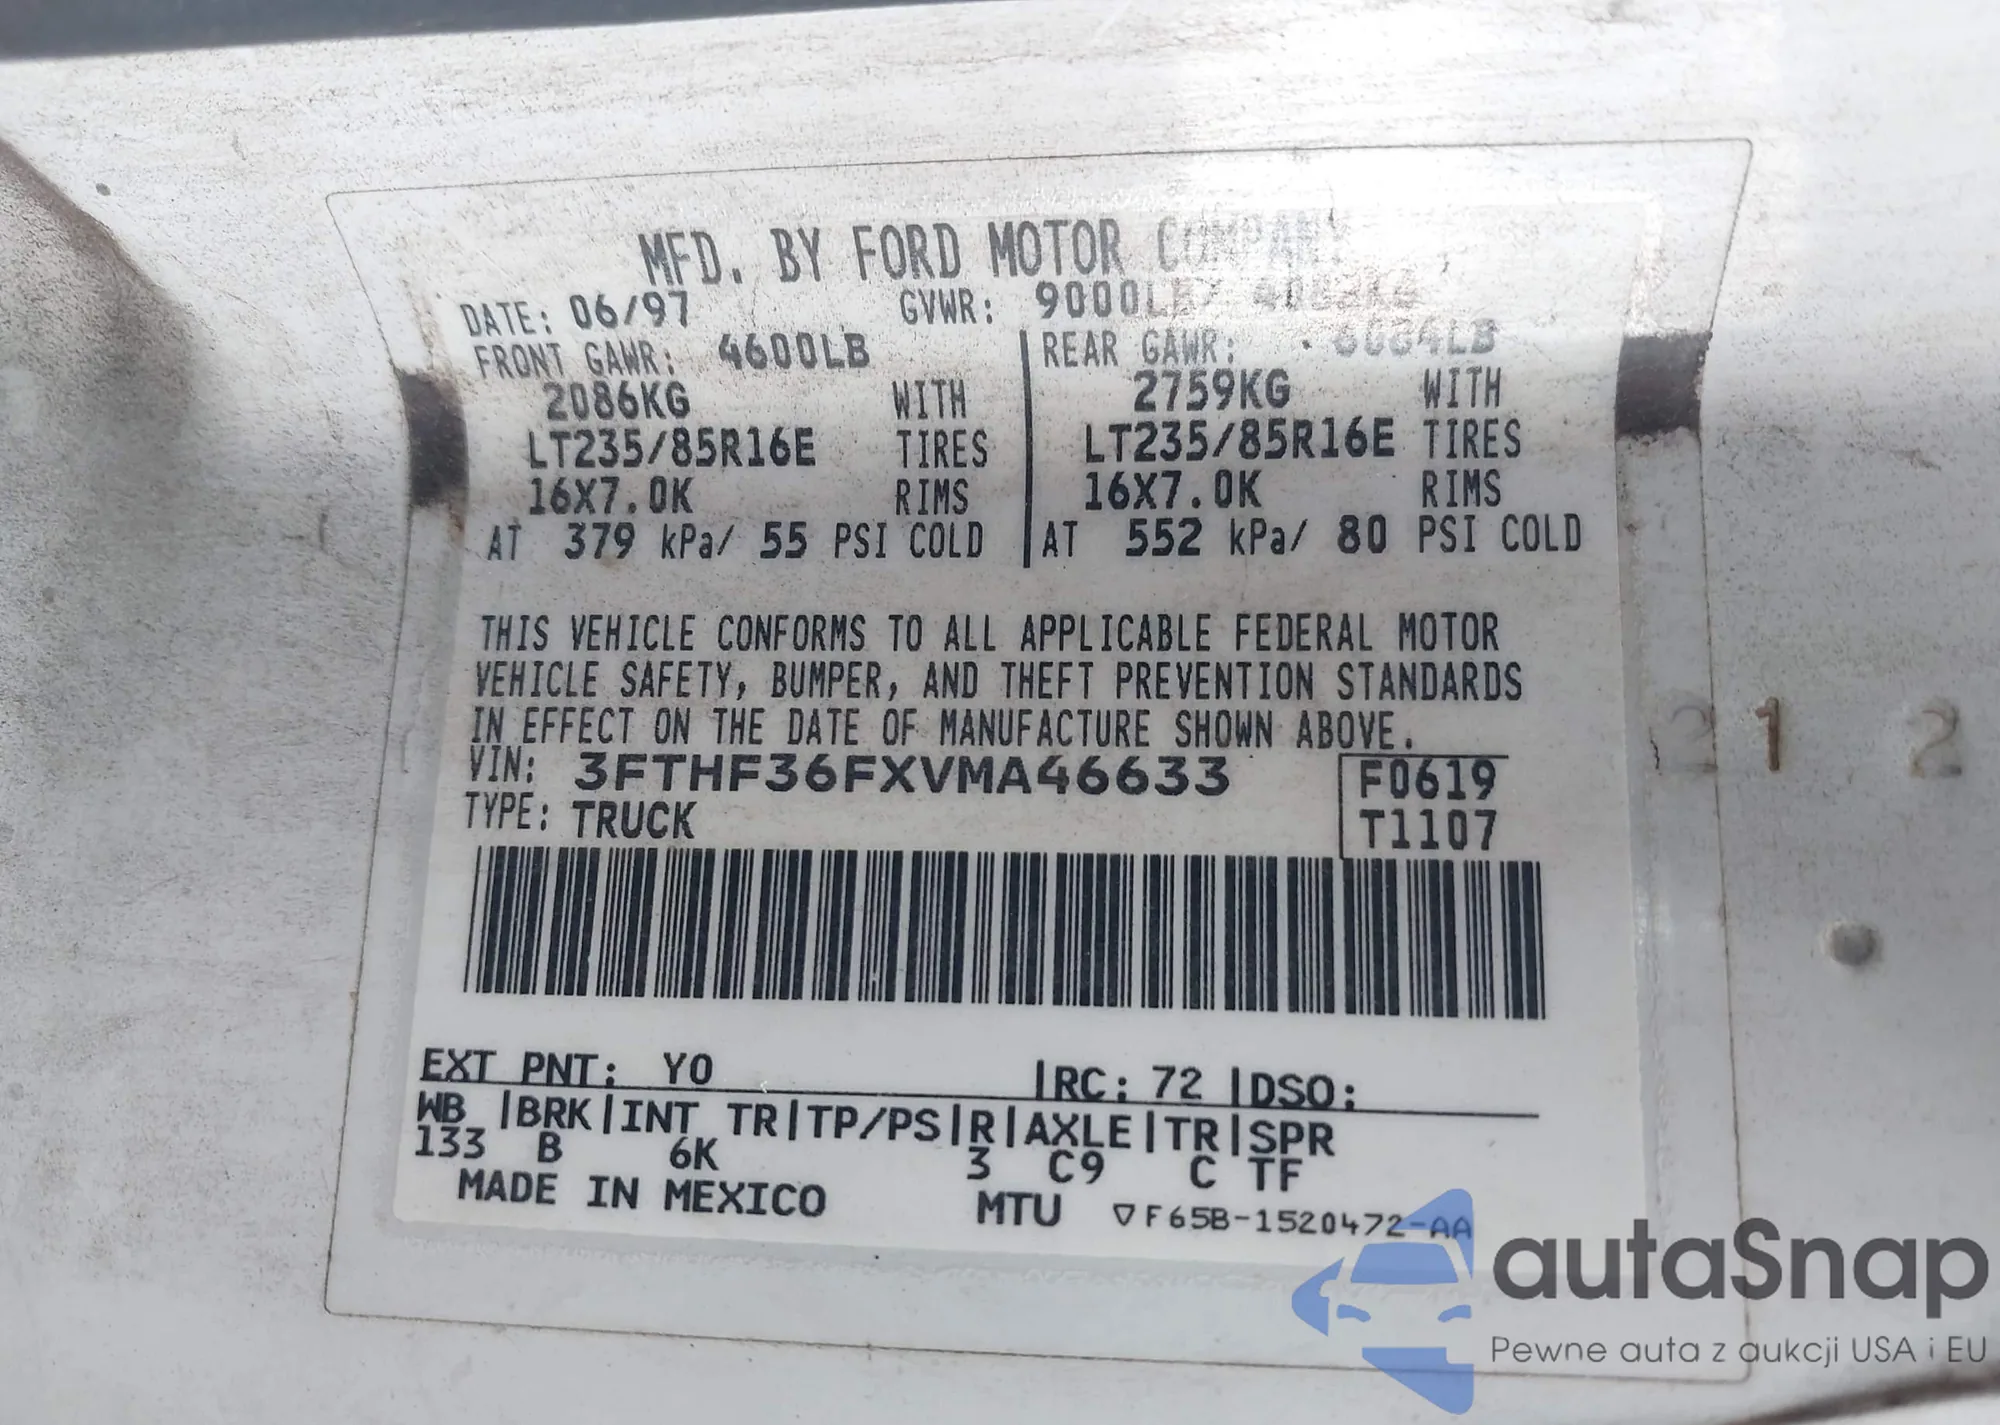 MFD. BY FORD MOTOR COMPANY
DATE: 06/97 GVWR: 9000LB/ 4082KG
FRONT GAWR: 4600LB
2086KG WITH
LT235/85R16E TIRES
16X7.0K RIMS
AT 379 kPa/ 55 PSI COLD
REAR GAWR: 6084LB
2759KG WITH
LT235/85R16E TIRES
16X7.0K RIMS
AT 552 kPa/ 80 PSI COLD
THIS VEHICLE CONFORMS TO ALL APPLICABLE FEDERAL MOTOR
VEHICLE SAFETY, BUMPER, AND THEFT PREVENTION STANDARDS
IN EFFECT ON THE DATE OF MANUFACTURE SHOWN ABOVE.
VIN: 3FTHF36FXVMA46633
F0619
TYPE: TRUCK
T1107
EXT PNT: YO |RC: 72 |DSO:
WB |BRK|INT TR|TP/PS|R|AXLE|TR|SPR
133 B 6K 3 C9 C TF
MADE IN MEXICO MTU ▽F65B-1520472-AA
2 1 2
autaSnap
Pewne auta z aukcji USA i EU